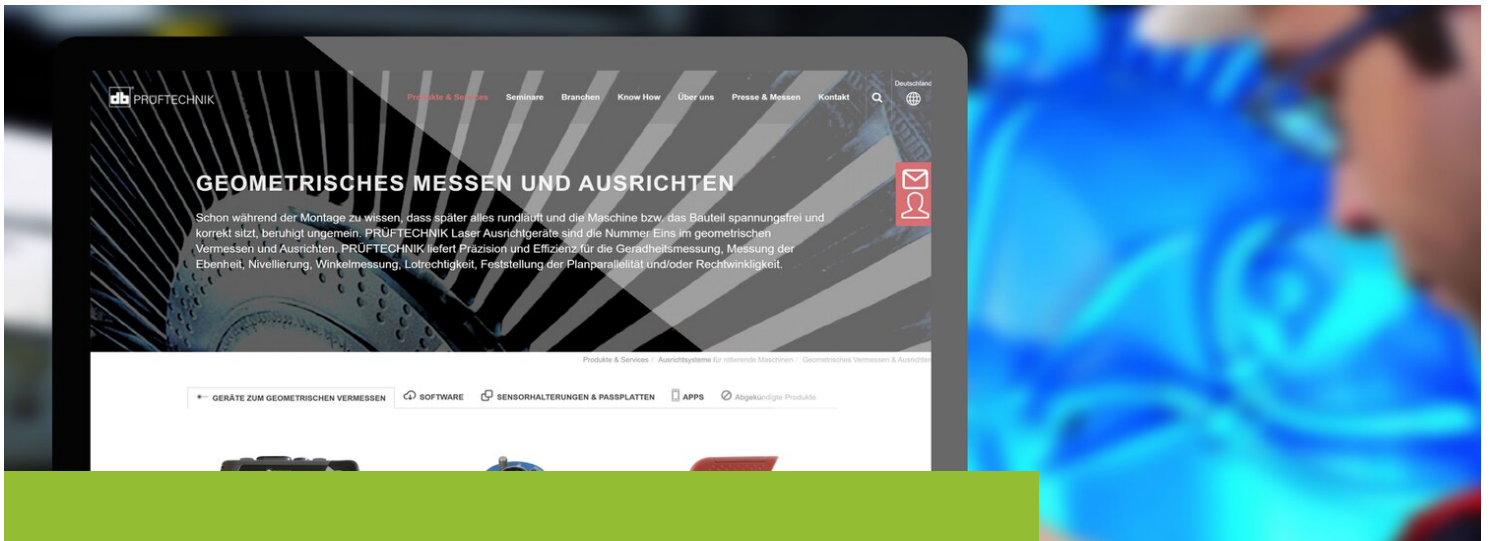 Deutschland
db PRÜFTECHNIK
Produkte & Services Seminare Branchen Know How Über uns Presse & Messen Kontakt
GEOMETRISCHES MESSEN UND AUSRICHTEN
Schon während der Montage zu wissen, dass später alles rundläuft und die Maschine bzw. das Bauteil spannungsfrei und
korrekt sitzt, beruhigt ungemein. PRÜFTECHNIK Laser Ausrichtgeräte sind die Nummer Eins im geometrischen
Vermessen und Ausrichten. PRÜFTECHNIK liefert Präzision und Effizienz für die Geradheitsmessung, Messung der
Ebenheit, Nivellierung, Winkelmessung, Lotrechtigkeit, Feststellung der Planparallelität und/oder Rechtwinkligkeit.
Produkte & Services / Ausrichtsysteme für rotierende Maschinen / Geometrisches Vermessen & Ausrichten
GERÄTE ZUM GEOMETRISCHEN VERMESSEN SOFTWARE SENSORHALTERUNGEN & PASSPLATTEN APPS Abgekündigte Produkte